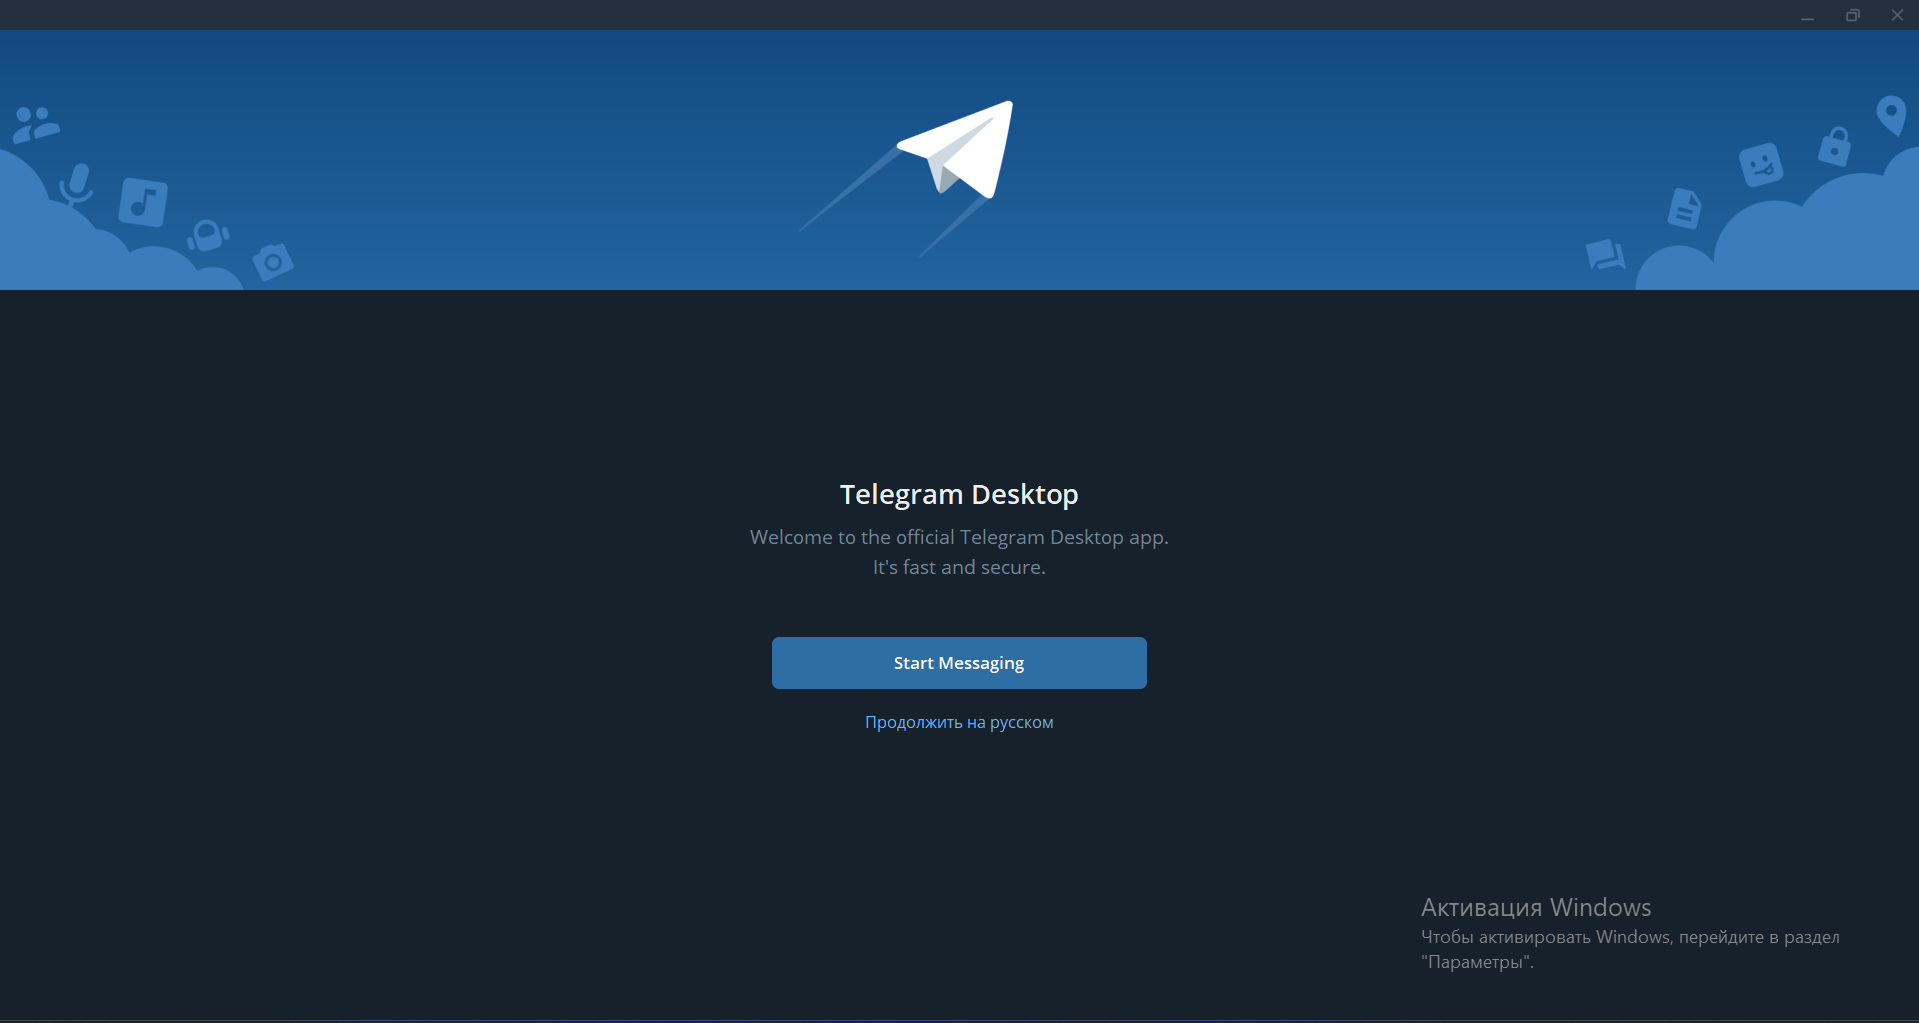 Telegram Desktop
Welcome to the official Telegram Desktop app.
It's fast and secure.
Start Messaging
Продолжить на русском
Активация Windows
Чтобы активировать Windows, перейдите в раздел
"Параметры".